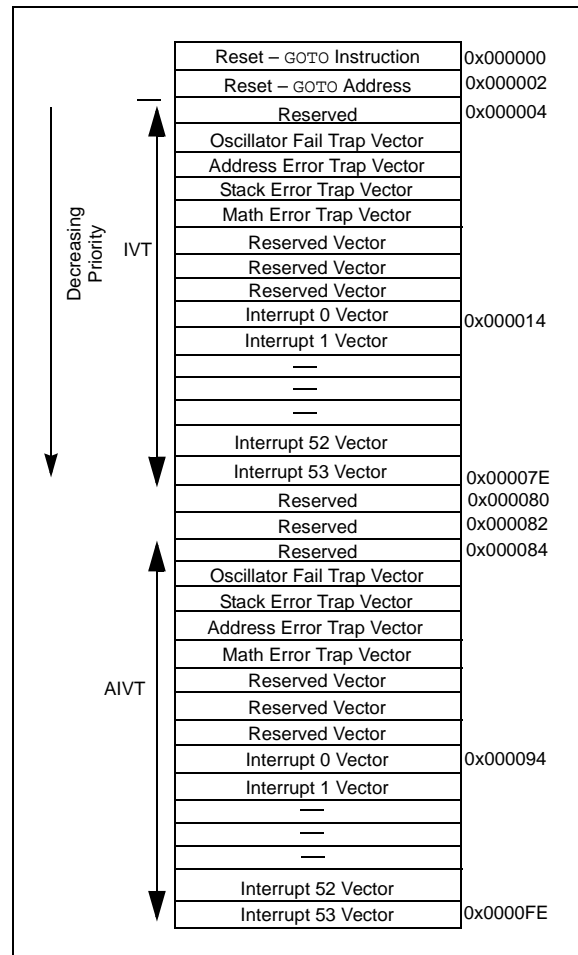 Reset – GOTO Instruction 0x000000
Reset – GOTO Address 0x000002
Reserved 0x000004
Oscillator Fail Trap Vector
Address Error Trap Vector
Stack Error Trap Vector
Math Error Trap Vector
Decreasing
Priority
IVT
Reserved Vector
Reserved Vector
Reserved Vector
Interrupt 0 Vector 0x000014
Interrupt 1 Vector
—
—
—
Interrupt 52 Vector
Interrupt 53 Vector 0x00007E
Reserved 0x000080
Reserved 0x000082
Reserved 0x000084
Oscillator Fail Trap Vector
Stack Error Trap Vector
Address Error Trap Vector
Math Error Trap Vector
AIVT
Reserved Vector
Reserved Vector
Reserved Vector
Interrupt 0 Vector 0x000094
Interrupt 1 Vector
—
—
—
Interrupt 52 Vector
Interrupt 53 Vector 0x0000FE